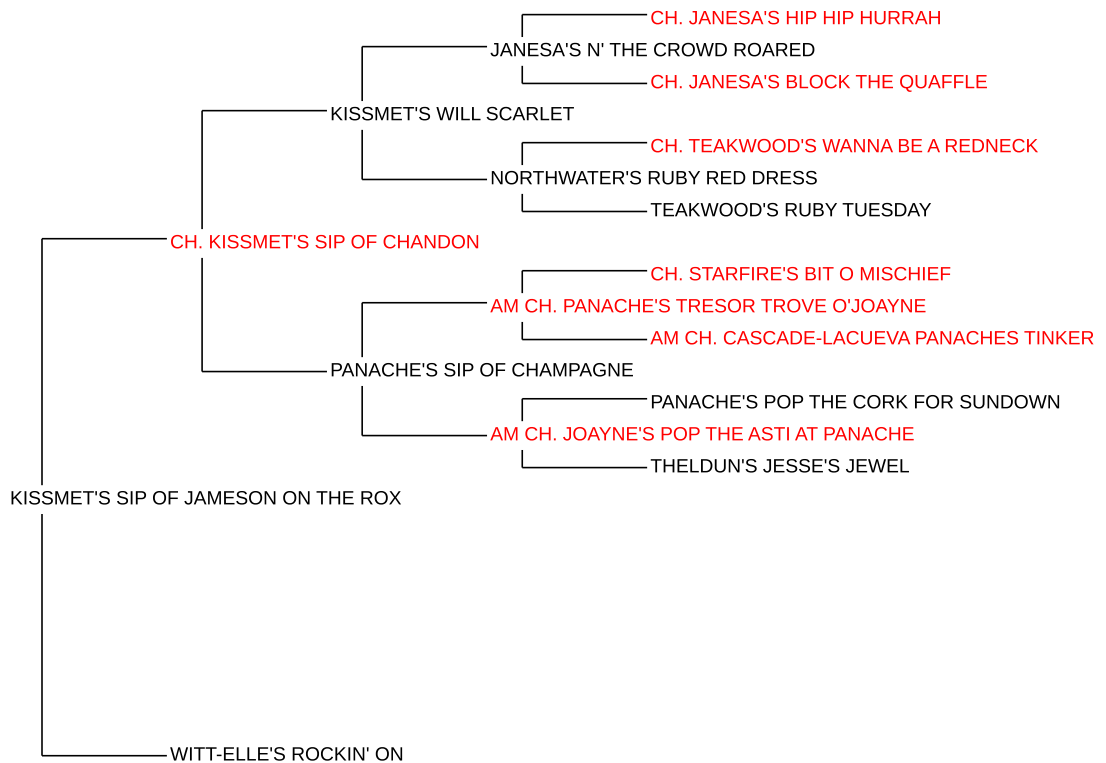 CH. JANESA'S HIP HIP HURRAH
JANESA'S N' THE CROWD ROARED
CH. JANESA'S BLOCK THE QUAFFLE
KISSMET'S WILL SCARLET
CH. TEAKWOOD'S WANNA BE A REDNECK
NORTHWATER'S RUBY RED DRESS
TEAKWOOD'S RUBY TUESDAY
CH. KISSMET'S SIP OF CHANDON
CH. STARFIRE'S BIT O MISCHIEF
AM CH. PANACHE'S TRESOR TROVE O'JOAYNE
AM CH. CASCADE-LACUEVA PANACHES TINKER
PANACHE'S SIP OF CHAMPAGNE
PANACHE'S POP THE CORK FOR SUNDOWN
AM CH. JOAYNE'S POP THE ASTI AT PANACHE
THELDUN'S JESSE'S JEWEL
KISSMET'S SIP OF JAMESON ON THE ROX
WITT-ELLE'S ROCKIN' ON